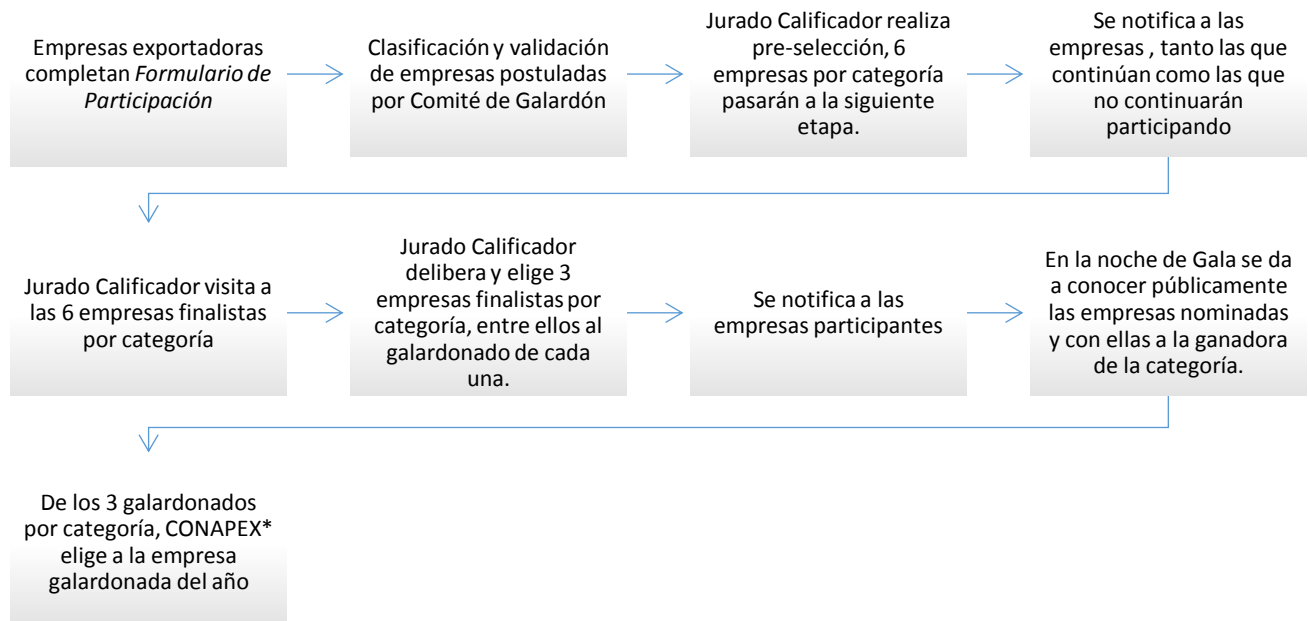 Empresas exportadoras
completan Formulario de
Participación
Clasificación y validación
de empresas postuladas
por Comité de Galardón
Jurado Calificador realiza
pre-selección, 6
empresas por categoría
pasarán a la siguiente
etapa.
Se notifica a las
empresas , tanto las que
continúan como las que
no continuarán
participando
Jurado Calificador visita a
las 6 empresas finalistas
por categoría
Jurado Calificador
delibera y elige 3
empresas finalistas por
categoría, entre ellos al
galardonado de cada
una.
Se notifica a las
empresas participantes
En la noche de Gala se da
a conocer públicamente
las empresas nominadas
y con ellas a la ganadora
de la categoría.
De los 3 galardonados
por categoría, CONAPEX*
elige a la empresa
galardonada del año